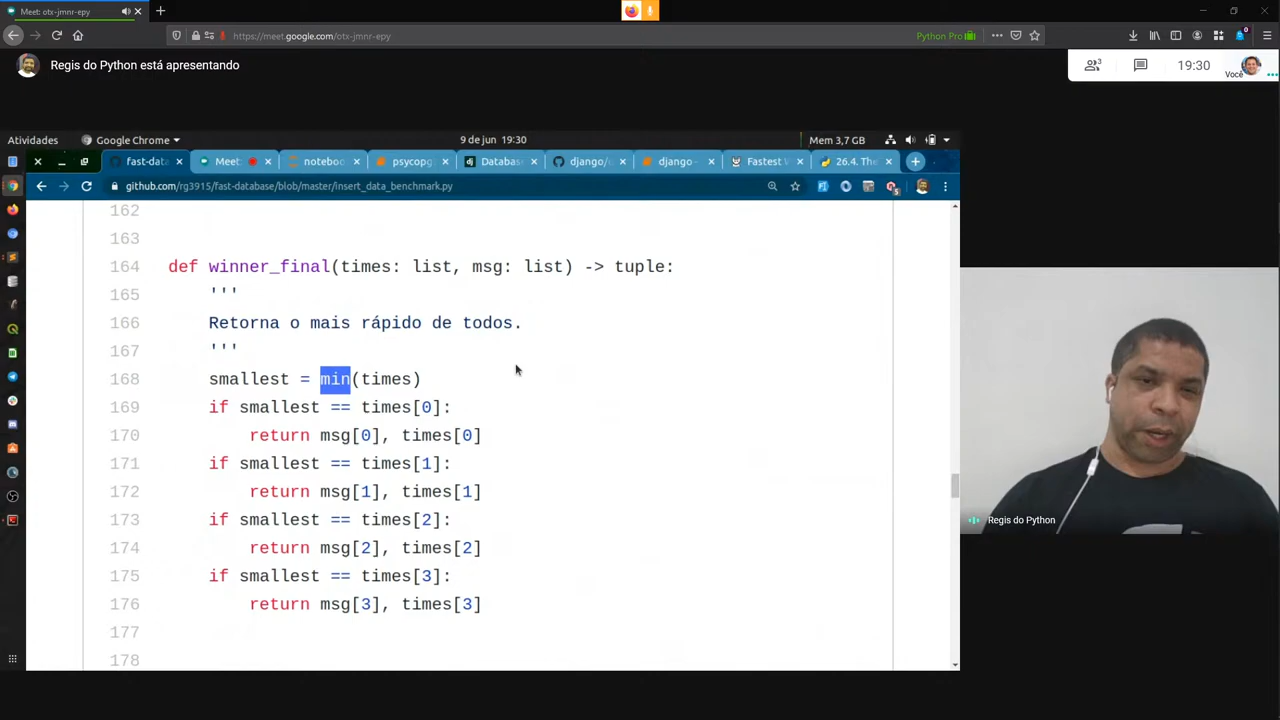 Meet: otx-jmnr-epy
https://meet.google.com/otx-jmnr-epy
Python Pro
Regis do Python está apresentando
3
19:30
Você
Atividades
Google Chrome
9 de jun 19:30
Mem 3,7 GB
fast-data
Meet
noteboo
psycopg
Databas
django/
django-
Fastest W
26.4. The
github.com/rg3915/fast-database/blob/master/insert_data_benchmark.py
162
163
164 def winner_final(times: list, msg: list) -> tuple:
165 '''
166 Retorna o mais rápido de todos.
167 '''
168 smallest = min(times)
169 if smallest == times[0]:
170 return msg[0], times[0]
171 if smallest == times[1]:
172 return msg[1], times[1]
173 if smallest == times[2]:
174 return msg[2], times[2]
175 if smallest == times[3]:
176 return msg[3], times[3]
177
178
Regis do Python